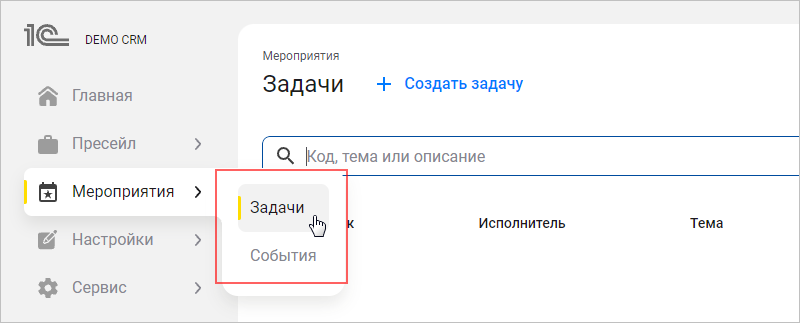 1С DEMO CRM
Главная
Пресейл
Мероприятия
Настройки
Сервис
Мероприятия
Задачи + Создать задачу
Код, тема или описание
Задачи
События
к Исполнитель Тема